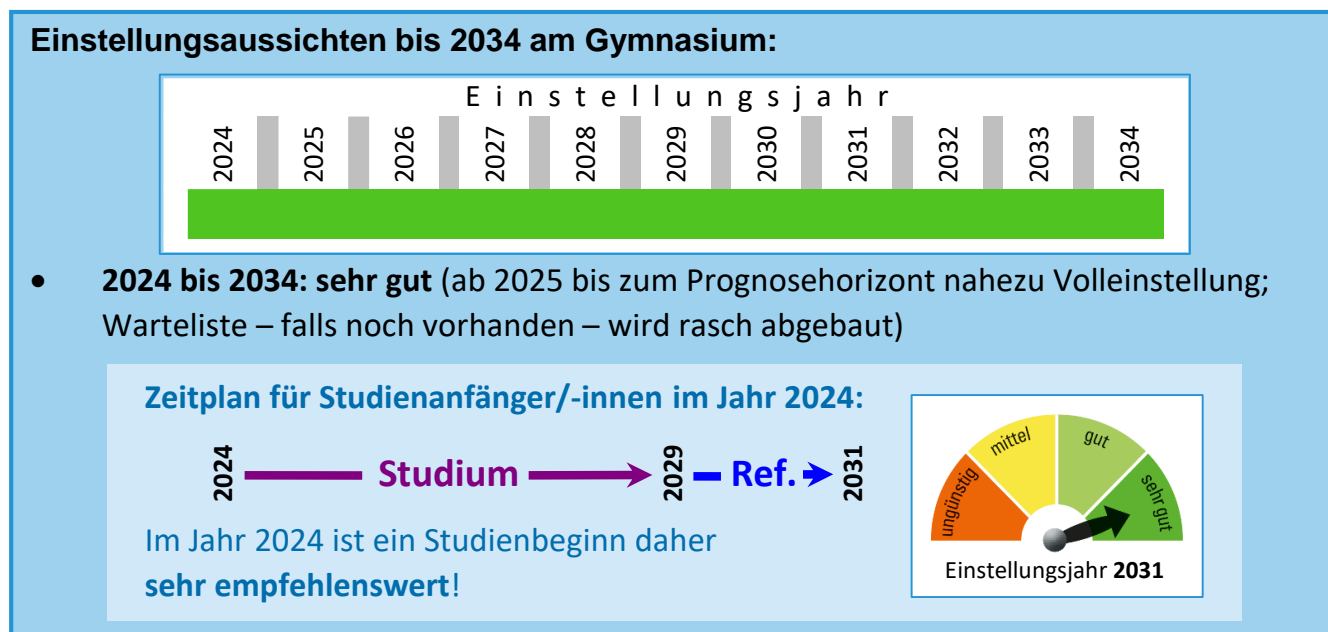 Einstellungsaussichten bis 2034 am Gymnasium:
Einstellungsjahr
2024 2025 2026 2027 2028 2029 2030 2031 2032 2033 2034
• 2024 bis 2034: sehr gut (ab 2025 bis zum Prognosehorizont nahezu Volleinstellung;
Warteliste – falls noch vorhanden – wird rasch abgebaut)
Zeitplan für Studienanfänger/-innen im Jahr 2024:
2024 Studium 2029 Ref. 2031
Im Jahr 2024 ist ein Studienbeginn daher
sehr empfehlenswert!
ungünstig mittel gut sehr gut
Einstellungsjahr 2031